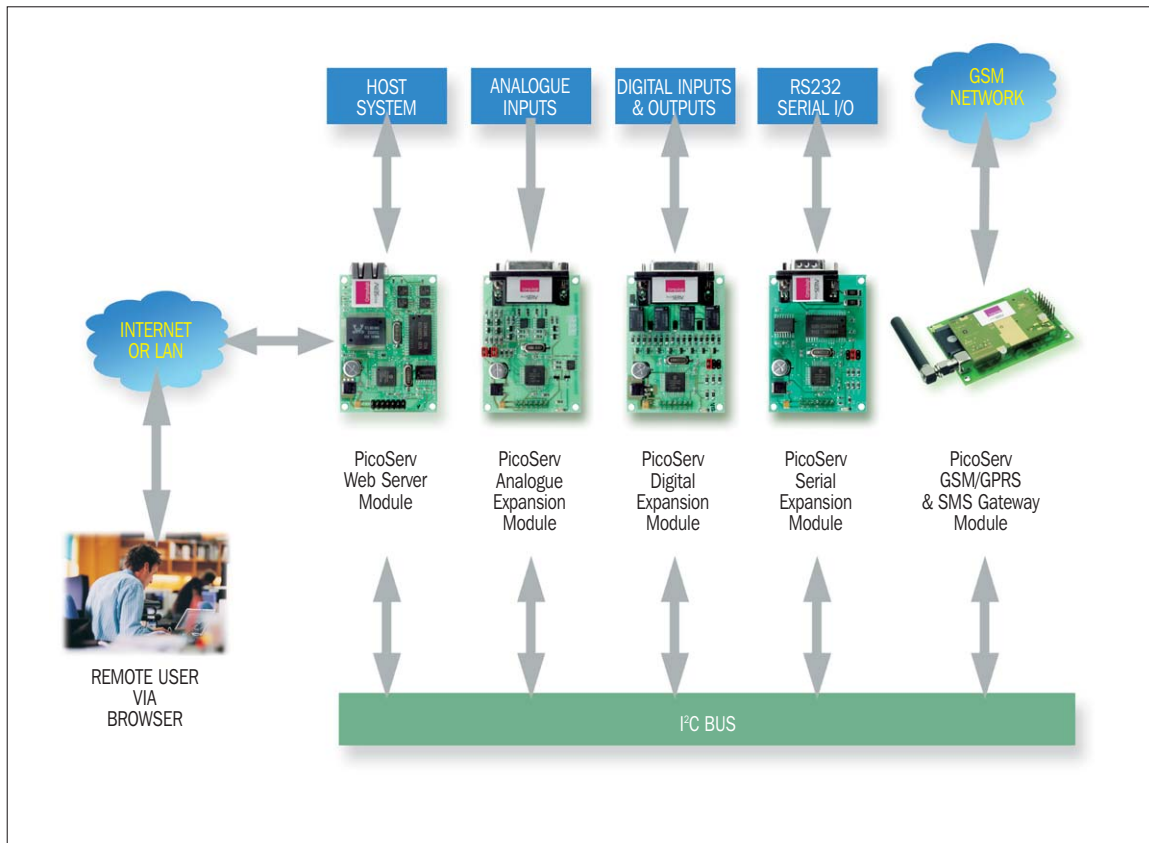 HOST
SYSTEM
ANALOGUE
INPUTS
DIGITAL INPUTS
& OUTPUTS
RS232
SERIAL I/O
GSM
NETWORK
INTERNET
OR LAN
PicoServ
Web Server
Module
PicoServ
Analogue
Expansion
Module
PicoServ
Digital
Expansion
Module
PicoServ
Serial
Expansion
Module
PicoServ
GSM/GPRS
& SMS Gateway
Module
REMOTE USER
VIA
BROWSER
I²C BUS